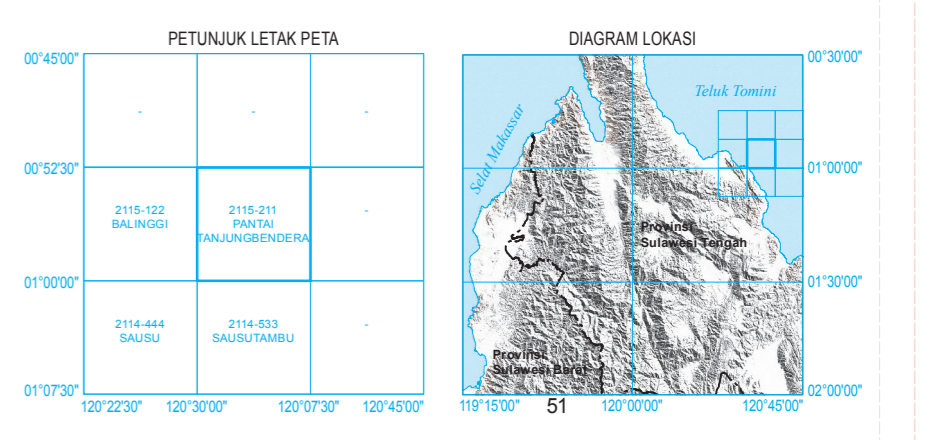 PETUNJUK LETAK PETA
00°45'00"
- - -
00°52'30"
2115-122
BALINGGI
2115-211
PANTAI
TANJUNGBENDERA
-
01°00'00"
2114-444
SAUSU
2114-533
SAUSUTAMBU
-
01°07'30"
120°22'30" 120°30'00" 120°07'30" 120°45'00"
DIAGRAM LOKASI
00°30'00"
Teluk Tomini
Selat Makassar
01°00'00"
Provinsi
Sulawesi Tengah
01°30'00"
Provinsi
Sulawesi Barat
02°00'00"
119°15'00" 51 120°00'00" 120°45'00"